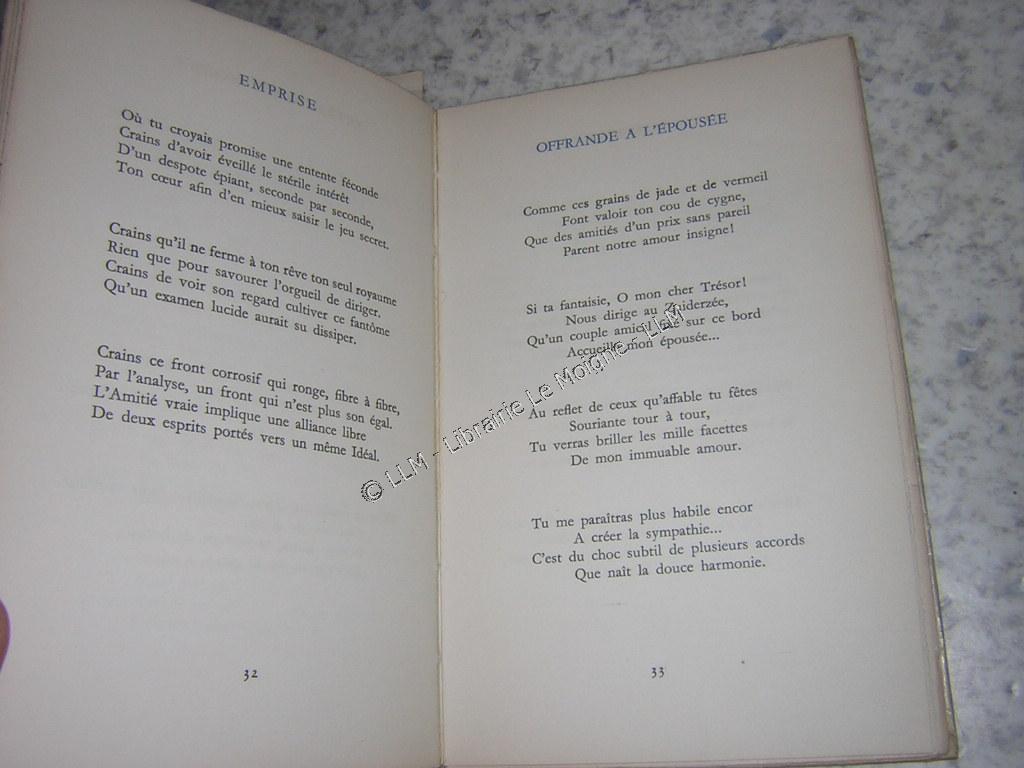 EMPRISE
Où tu croyais promise une entente féconde
Crains d'avoir éveillé le stérile intérêt
D'un despote épiant, seconde par seconde,
Ton cœur afin d'en mieux saisir le jeu secret.
Crains qu'il ne ferme à ton rêve ton seul royaume
Rien que pour savourer l'orgueil de diriger.
Crains de voir son regard cultiver ce fantôme
Qu'un examen lucide aurait su dissiper.
Crains ce front corrosif qui ronge, fibre à fibre,
Par l'analyse, un front qui n'est plus son égal.
L'Amitié vraie implique une alliance libre
De deux esprits portés vers un même Idéal.
32
OFFRANDE A L'ÉPOUSÉE
Comme ces grains de jade et de vermeil
Font valoir ton cou de cygne,
Que des amitiés d'un prix sans pareil
Parent notre amour insigne!
Si ta fantaisie, O mon cher Trésor!
Nous dirige au Zuiderzée,
Qu'un couple amical sur ce bord
Accueille mon épousée...
Au reflet de ceux qu'affable tu fêtes
Souriante tour à tour,
Tu verras briller les mille facettes
De mon immuable amour.
Tu me paraîtras plus habile encor
A créer la sympathie...
C'est du choc subtil de plusieurs accords
Que naît la douce harmonie.
33
© LLM - Librairie Le Moigne - LLM